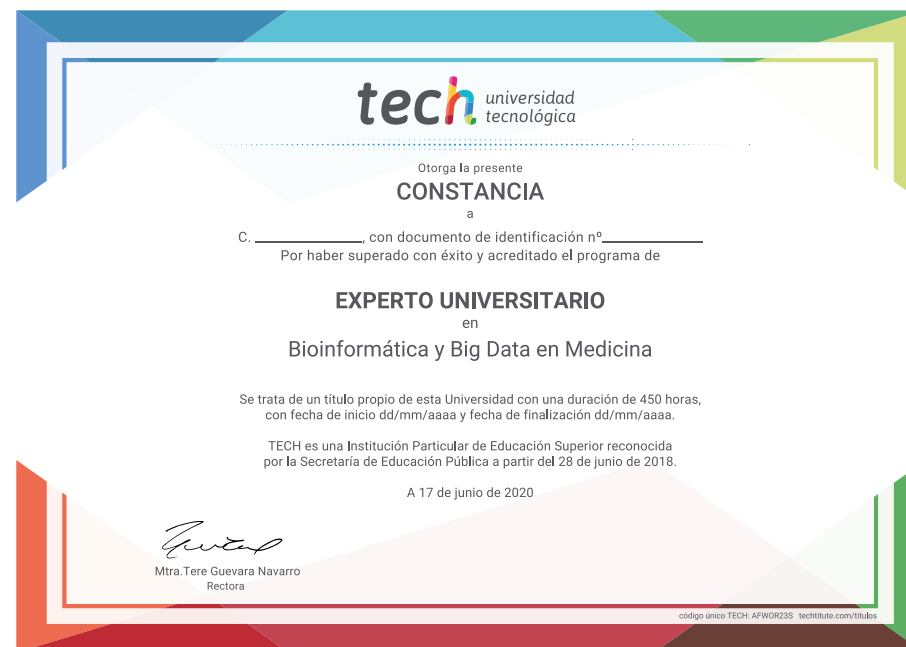 tech universidad
tecnológica
Otorga la presente
CONSTANCIA
a
C. ____________, con documento de identificación nº____________
Por haber superado con éxito y acreditado el programa de
EXPERTO UNIVERSITARIO
en
Bioinformática y Big Data en Medicina
Se trata de un título propio de esta Universidad con una duración de 450 horas,
con fecha de inicio dd/mm/aaaa y fecha de finalización dd/mm/aaaa.
TECH es una Institución Particular de Educación Superior reconocida
por la Secretaría de Educación Pública a partir del 28 de junio de 2018.
A 17 de junio de 2020
Mtra.Tere Guevara Navarro
Rectora
código único TECH: AFWOR23S techtitute.com/titulos